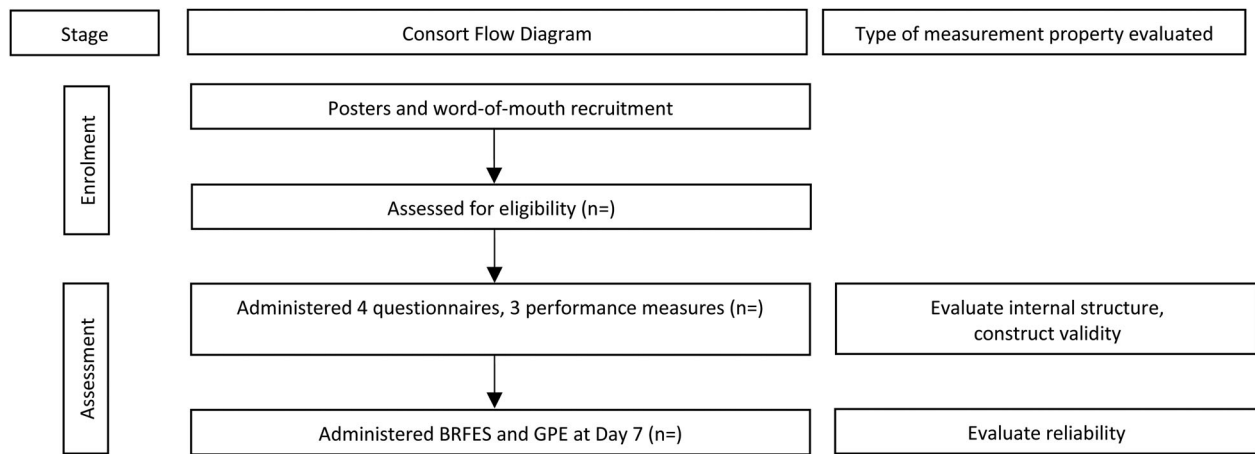 Stage
Consort Flow Diagram
Type of measurement property evaluated
Enrolment
Posters and word-of-mouth recruitment
Assessed for eligibility (n=)
Assessment
Administered 4 questionnaires, 3 performance measures (n=)
Evaluate internal structure,
construct validity
Administered BRFES and GPE at Day 7 (n=)
Evaluate reliability